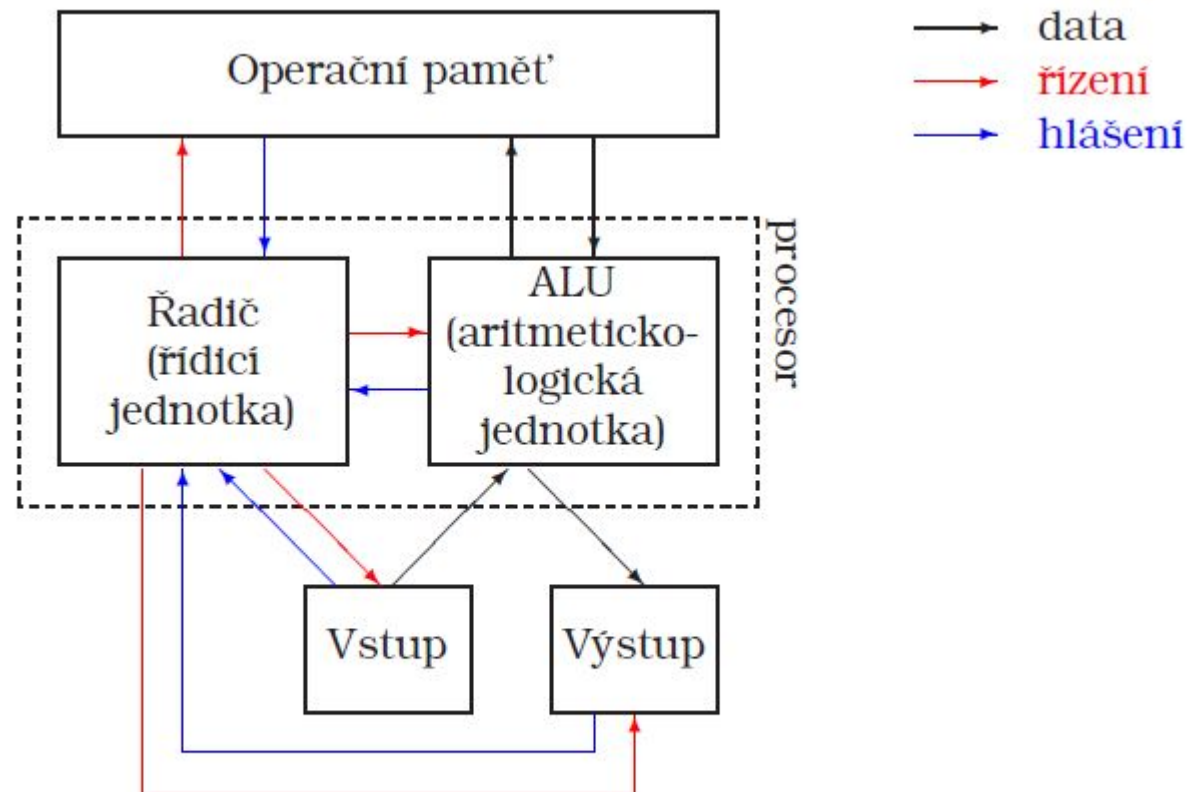 Operační paměť
data
řízení
hlášení
procesor
Řadič
(řídicí
jednotka)
ALU
(aritmeticko-
logická
jednotka)
Vstup
Výstup